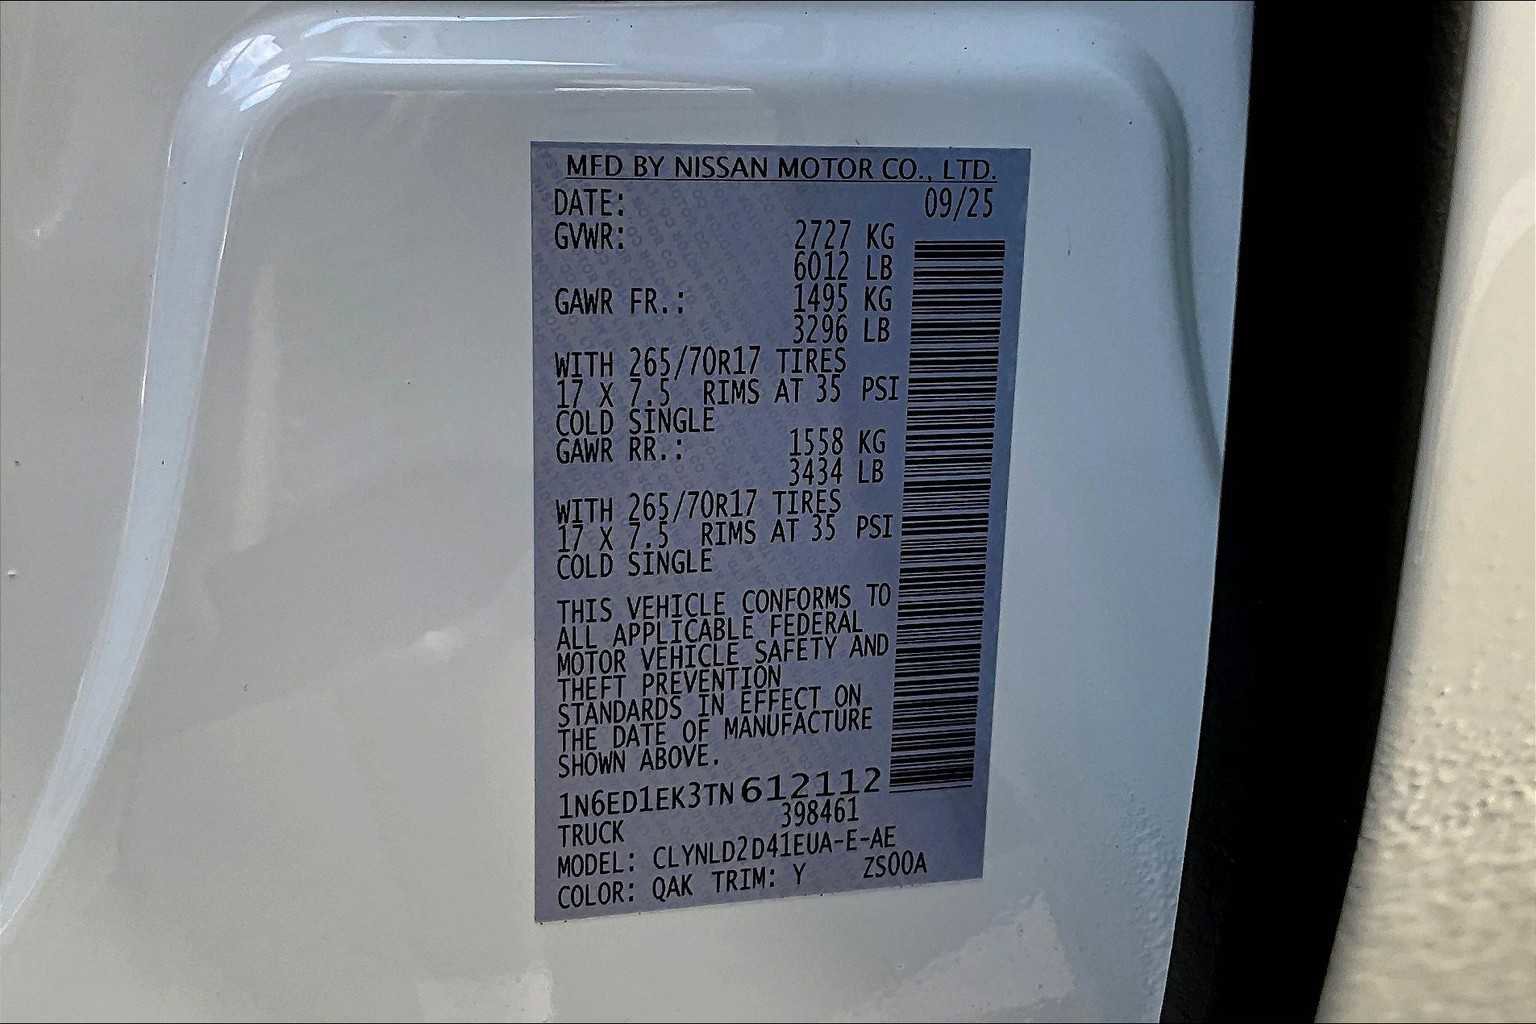 MFD BY NISSAN MOTOR CO., LTD.
DATE: 09/25
GVWR: 2727 KG
6012 LB
GAWR FR.: 1495 KG
3296 LB
WITH 265/70R17 TIRES
17 X 7.5 RIMS AT 35 PSI
COLD SINGLE
GAWR RR.: 1558 KG
3434 LB
WITH 265/70R17 TIRES
17 X 7.5 RIMS AT 35 PSI
COLD SINGLE
THIS VEHICLE CONFORMS TO
ALL APPLICABLE FEDERAL
MOTOR VEHICLE SAFETY AND
THEFT PREVENTION
STANDARDS IN EFFECT ON
THE DATE OF MANUFACTURE
SHOWN ABOVE.
1N6ED1EK3TN612112
TRUCK 398461
MODEL: CLYNLD2D41EUA-E-AE
COLOR: QAK TRIM: Y ZS00A